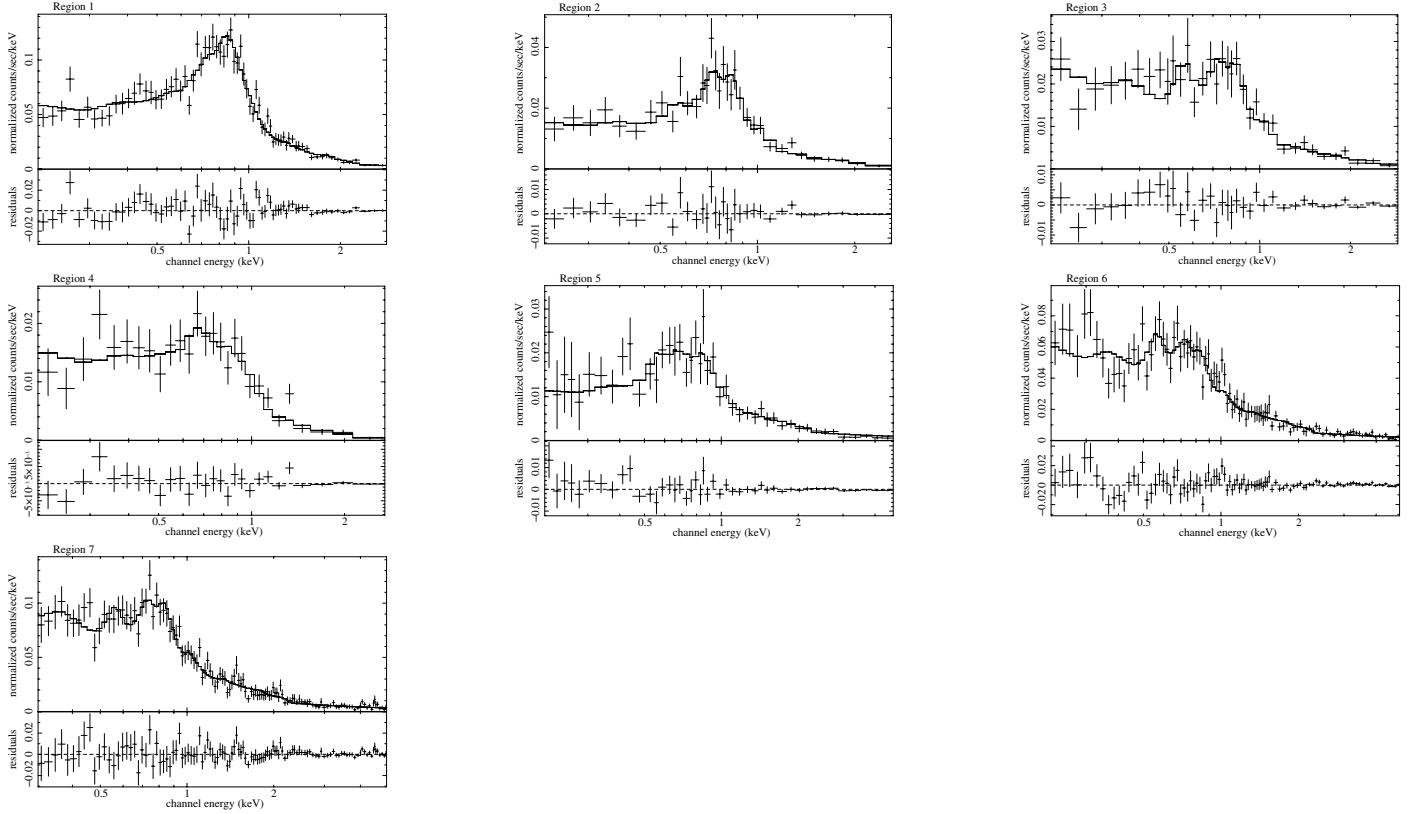 Region 1
normalized counts/sec/keV
0.1
0.05
0
residuals
0.02
0
−0.02
0.5
1
2
channel energy (keV)
Region 2
normalized counts/sec/keV
0.04
0.02
0
residuals
0.01
0
−0.01
0.5
1
2
channel energy (keV)
Region 3
normalized counts/sec/keV
0.03
0.02
0.01
residuals
0.01
0
−0.01
0.5
1
2
channel energy (keV)
Region 4
normalized counts/sec/keV
0.02
0.01
0
residuals
0.5
1
2
channel energy (keV)
Region 5
normalized counts/sec/keV
0.03
0.02
0.01
0
residuals
0.01
0
−0.01
0.5
1
2
channel energy (keV)
Region 6
normalized counts/sec/keV
0.08
0.06
0.04
0.02
0
residuals
0.02
0
−0.02
0.5
1
2
channel energy (keV)
Region 7
normalized counts/sec/keV
0.1
0.05
0
residuals
0.02
0
−0.02
0.5
1
2
channel energy (keV)